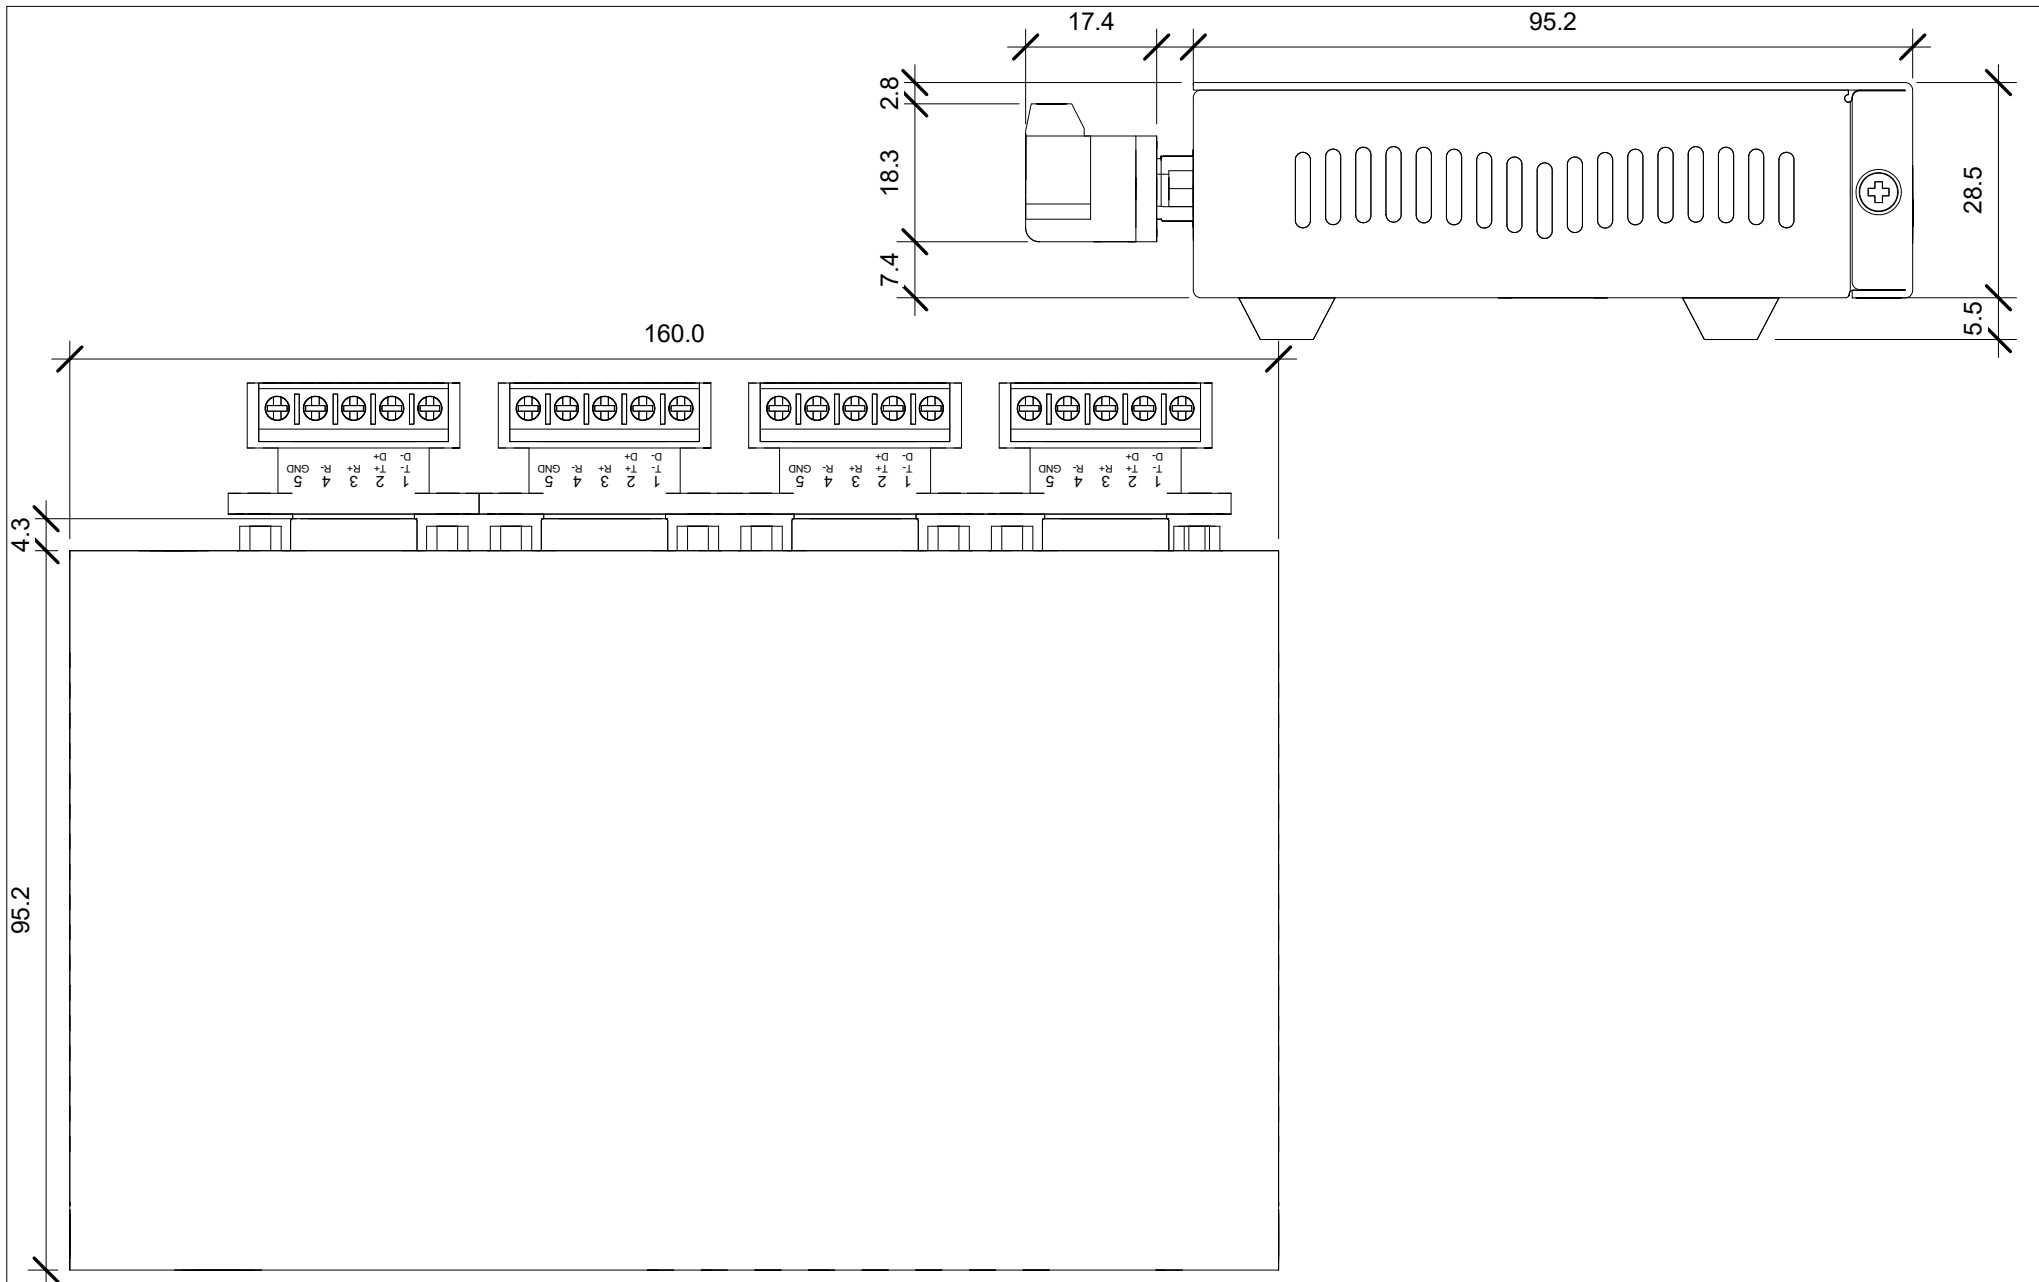 17.4
95.2
2.8
18.3
7.4
28.5
5.5
160.0
GND R- R+ T+ T-
D+ D-
5 4 3 2 1
GND R- R+ T+ T-
D+ D-
5 4 3 2 1
GND R- R+ T+ T-
D+ D-
5 4 3 2 1
GND R- R+ T+ T-
D+ D-
5 4 3 2 1
4.3
95.2